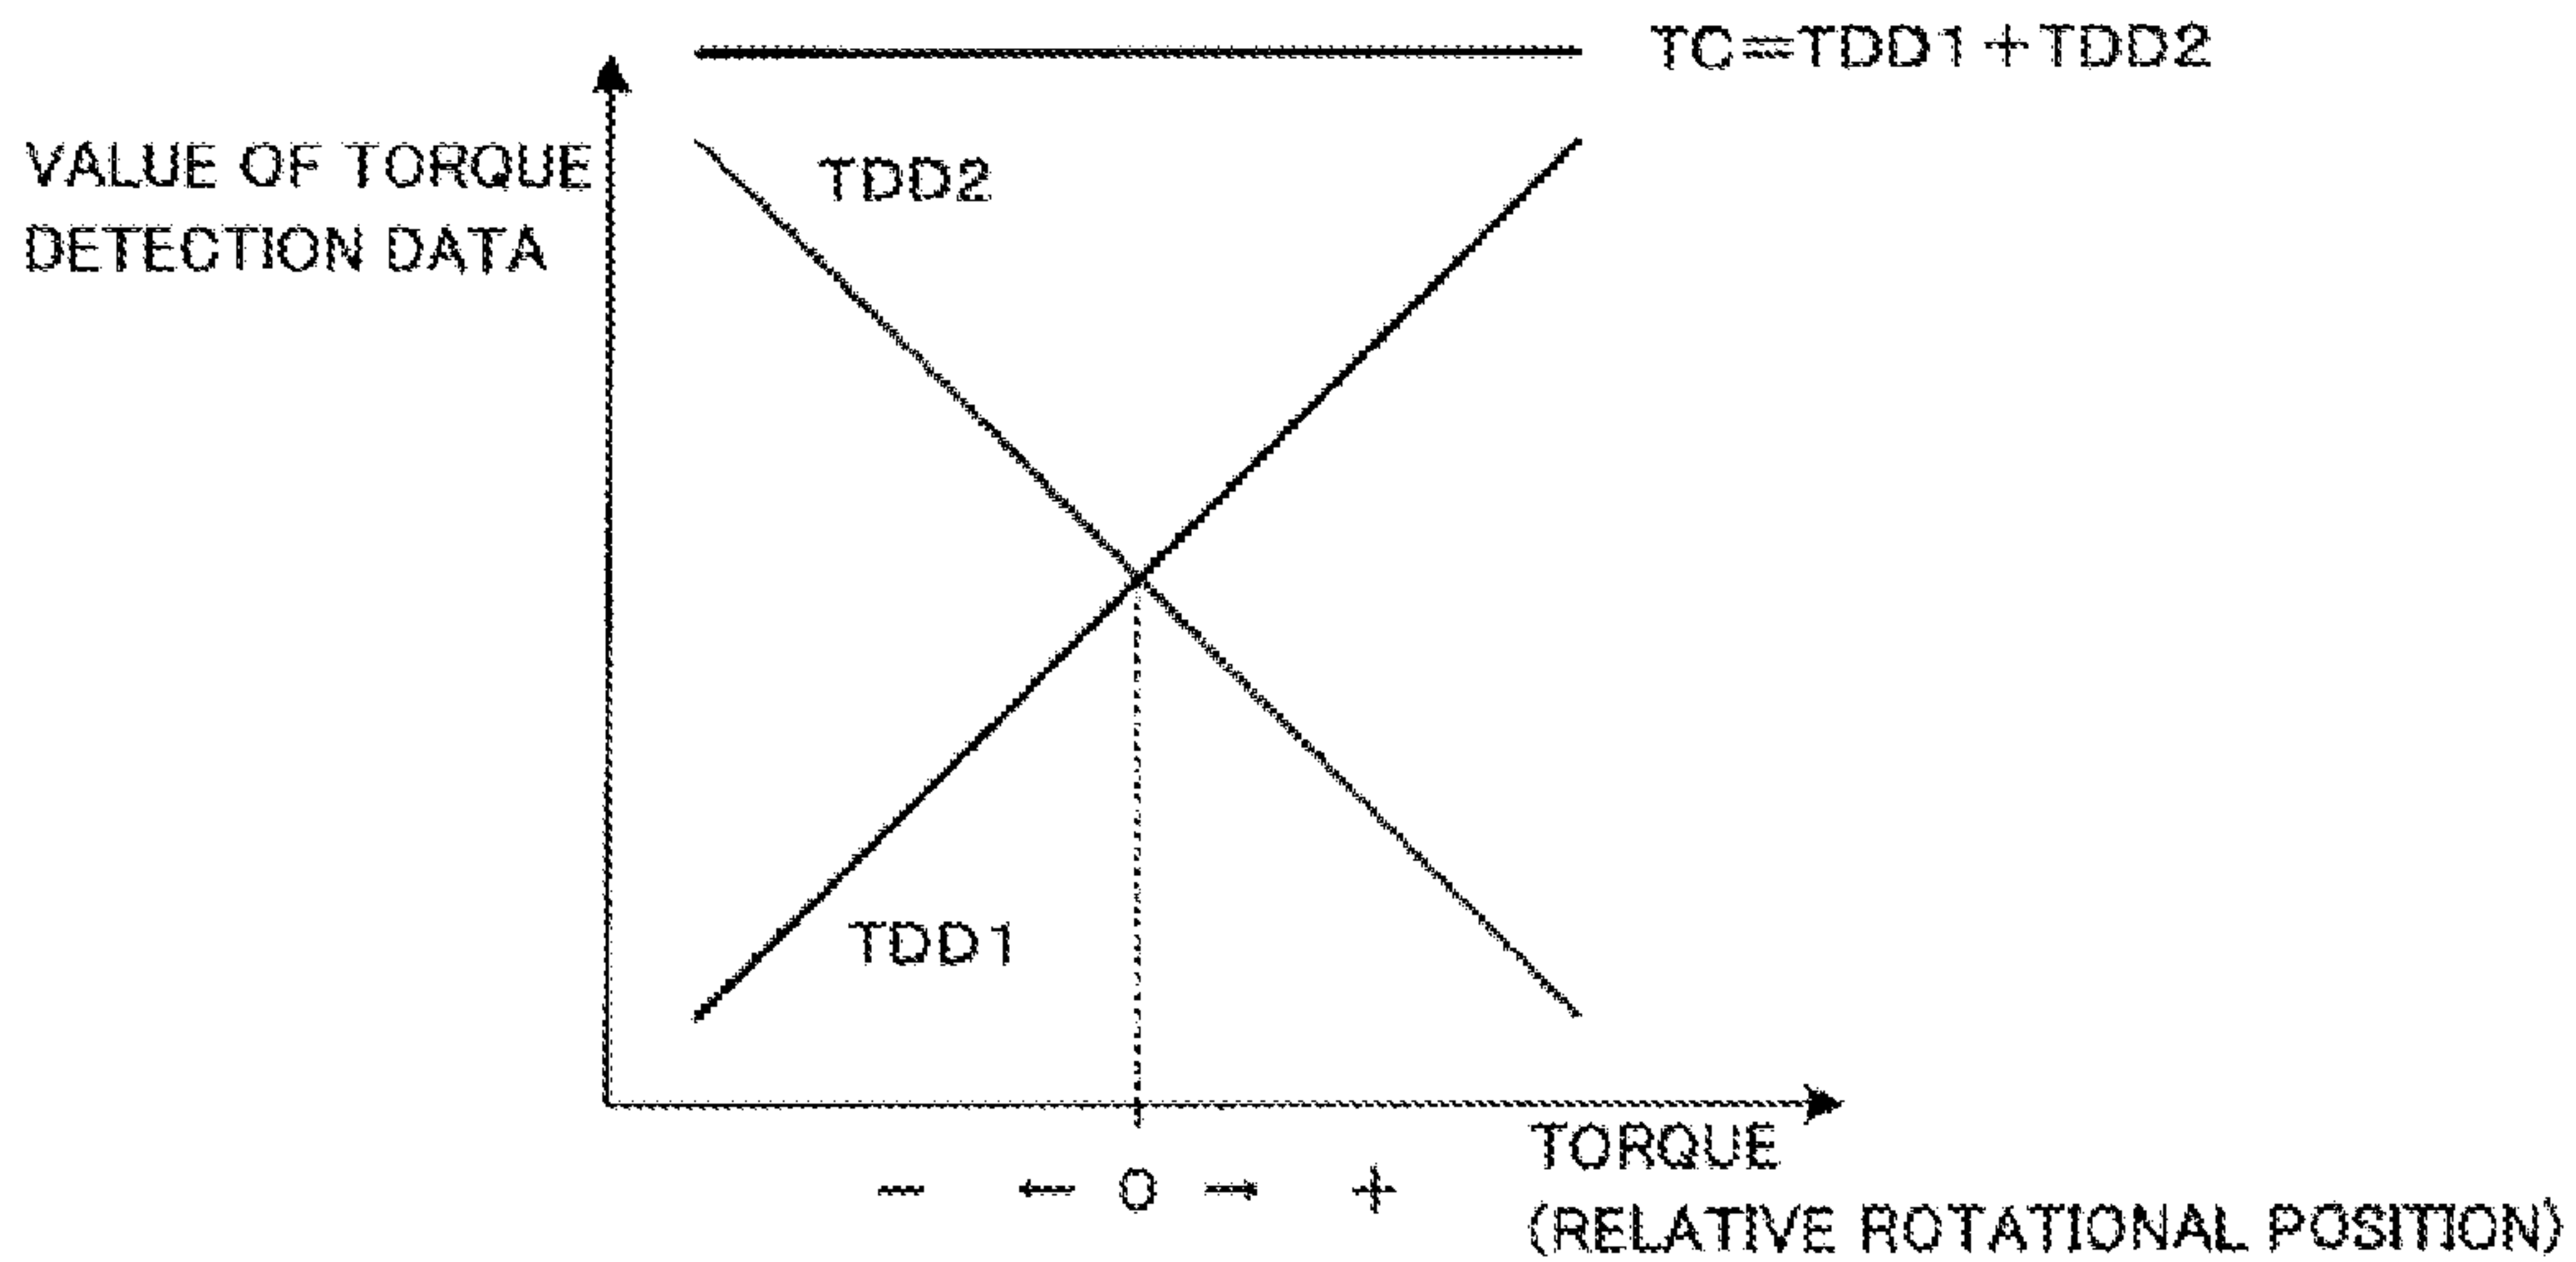 TC=TDD1+TDD2
VALUE OF TORQUE
DETECTION DATA
TDD2
TDD1
− ← 0 → +
TORQUE
(RELATIVE ROTATIONAL POSITION)